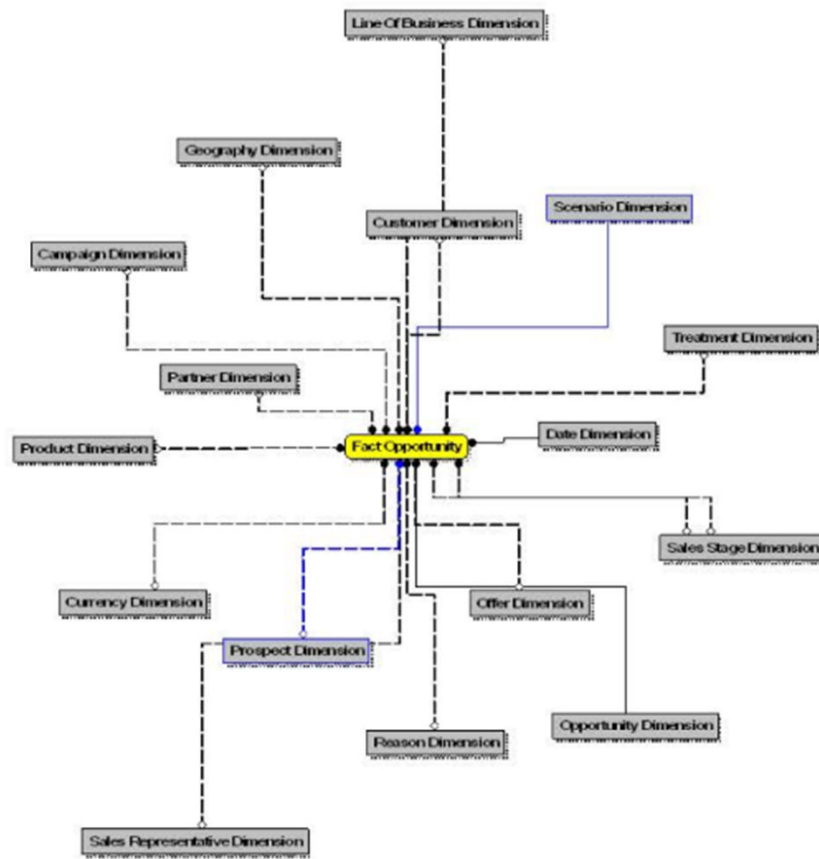 Line Of Business Dimension
Geography Dimension
Scenario Dimension
Customer Dimension
Campaign Dimension
Treatment Dimension
Partner Dimension
Date Dimension
Fact Opportunity
Product Dimension
Sales Stage Dimension
Currency Dimension
Offer Dimension
Prospect Dimension
Opportunity Dimension
Reason Dimension
Sales Representative Dimension